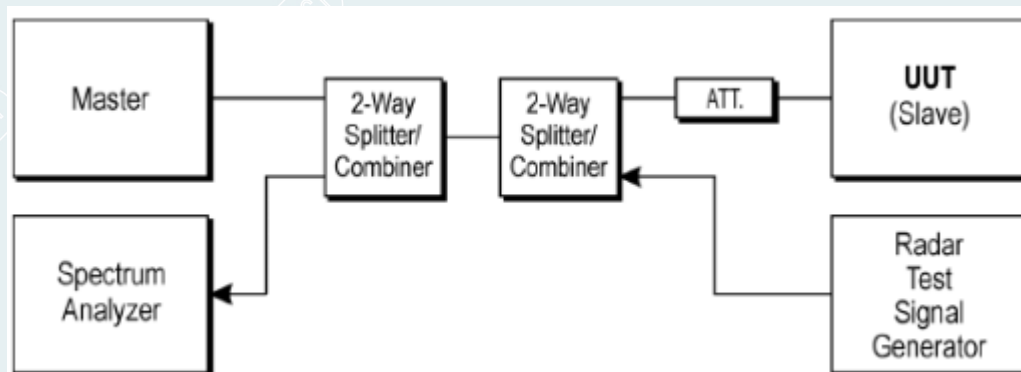 Master
2-Way
Splitter/
Combiner
2-Way
Splitter/
Combiner
ATT.
UUT
(Slave)
Spectrum
Analyzer
Radar
Test
Signal
Generator